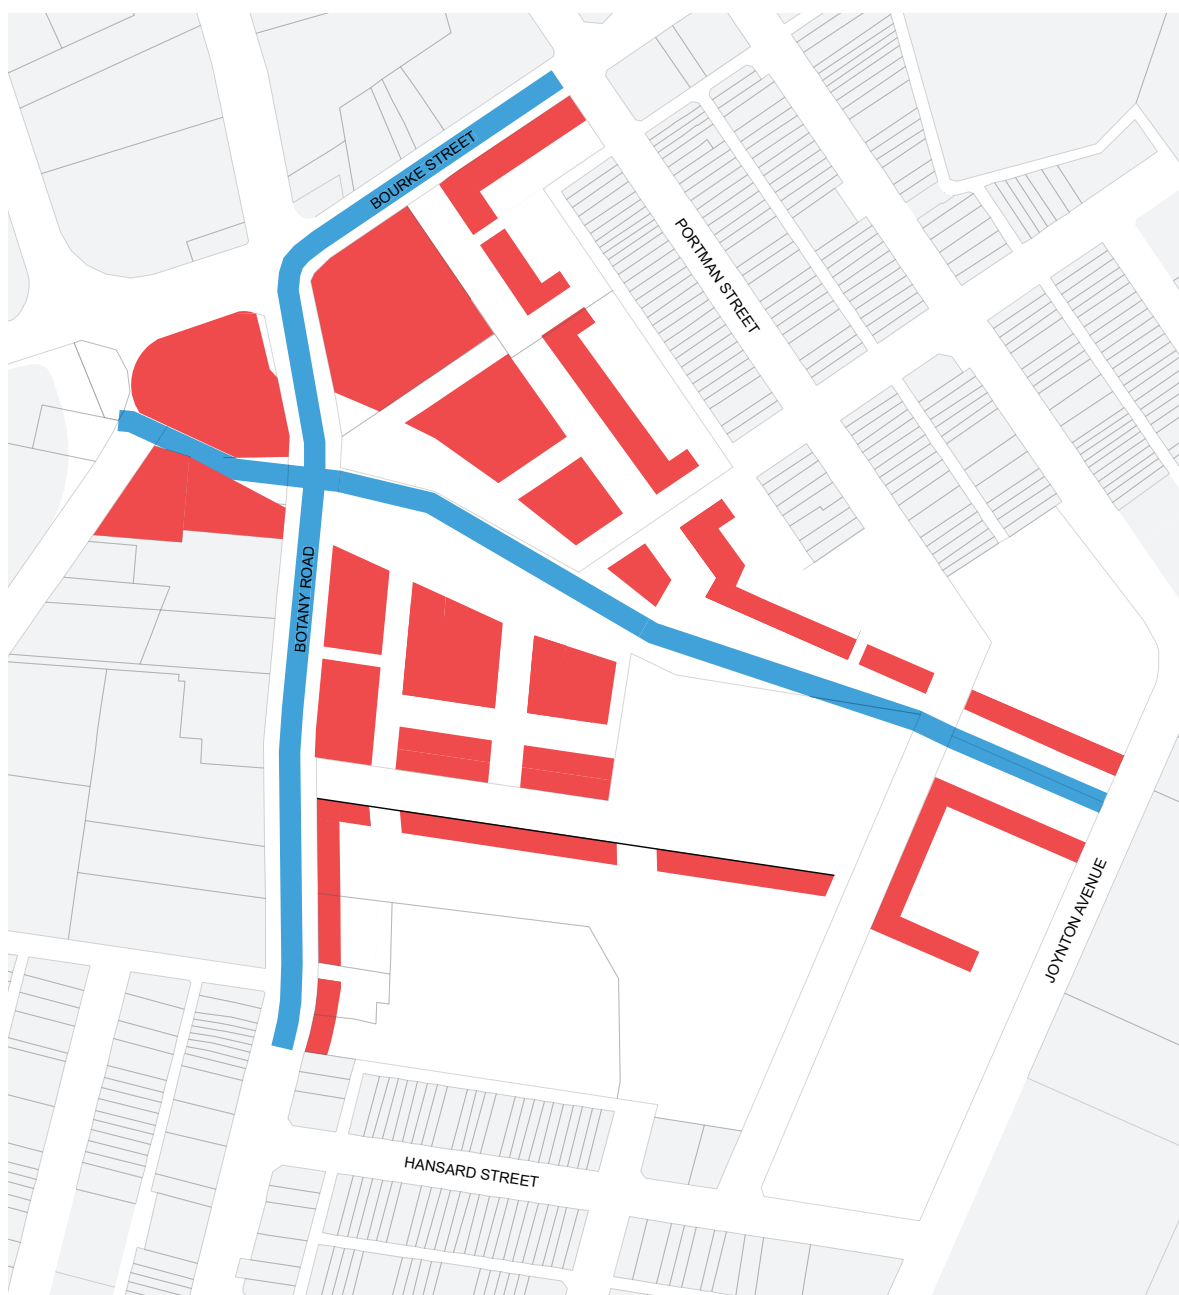 BOURKE STREET
PORTMAN STREET
BOTANY ROAD
JOYNTON AVENUE
HANSARD STREET